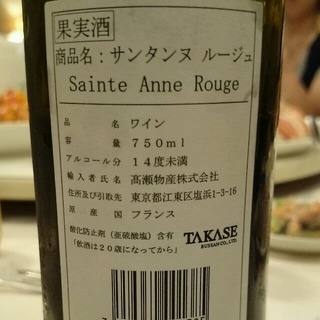 果実酒
商品名：サンタンヌ ルージュ
Sainte Anne Rouge
品名 ワイン
容量 750ml
アルコール分 14度未満
輸入者氏名 髙瀬物産株式会社
住所及び引取先 東京都江東区塩浜1-3-16
原産国 フランス
酸化防止剤（亜硫酸塩）含有
「飲酒は20歳になってから」
TAKASE
BUSSAN CO., LTD.